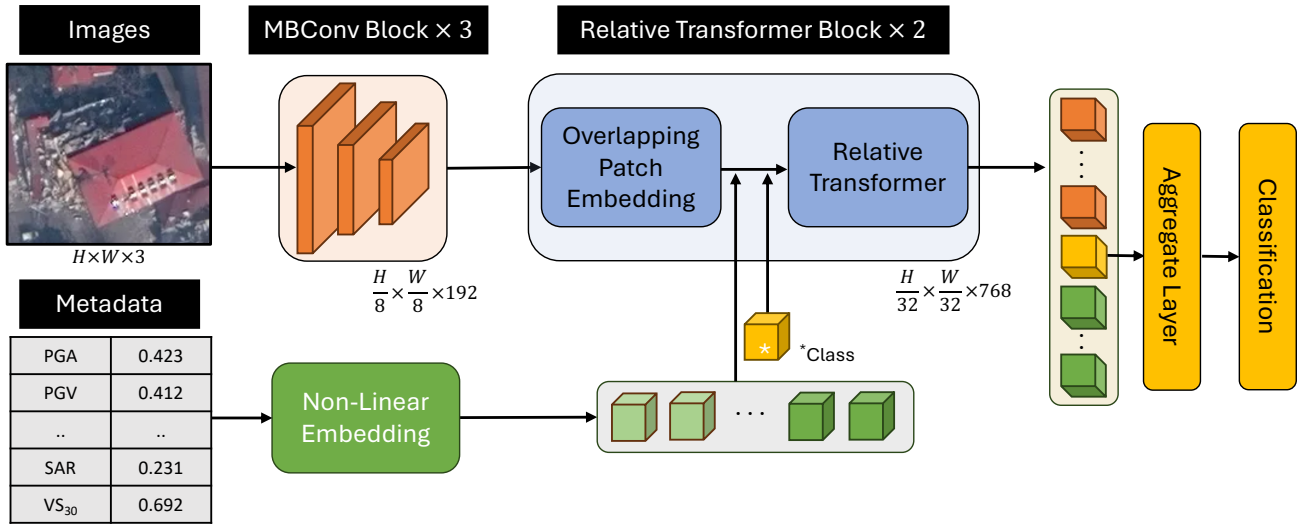 Images
MBConv Block × 3
Relative Transformer Block × 2
Overlapping
Patch
Embedding
Relative
Transformer
Aggregate Layer
Classification
H×W×3
H/8 × W/8 ×192
H/32 × W/32 ×768
Metadata
PGA 0.423
PGV 0.412
.. ..
SAR 0.231
VS₃₀ 0.692
Non-Linear
Embedding
*
*Class